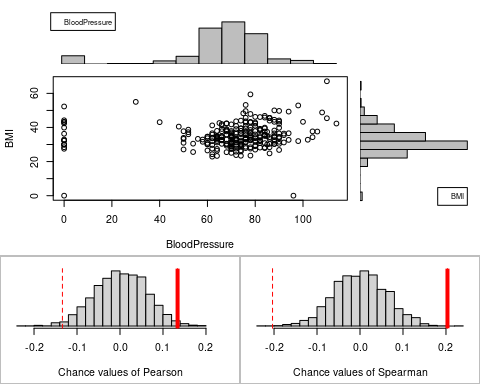 BloodPressure
BMI
0 20 40 60
0 20 40 60 80 100
BloodPressure
BMI
-0.2 -0.1 0.0 0.1 0.2
Chance values of Pearson
-0.2 -0.1 0.0 0.1 0.2
Chance values of Spearman